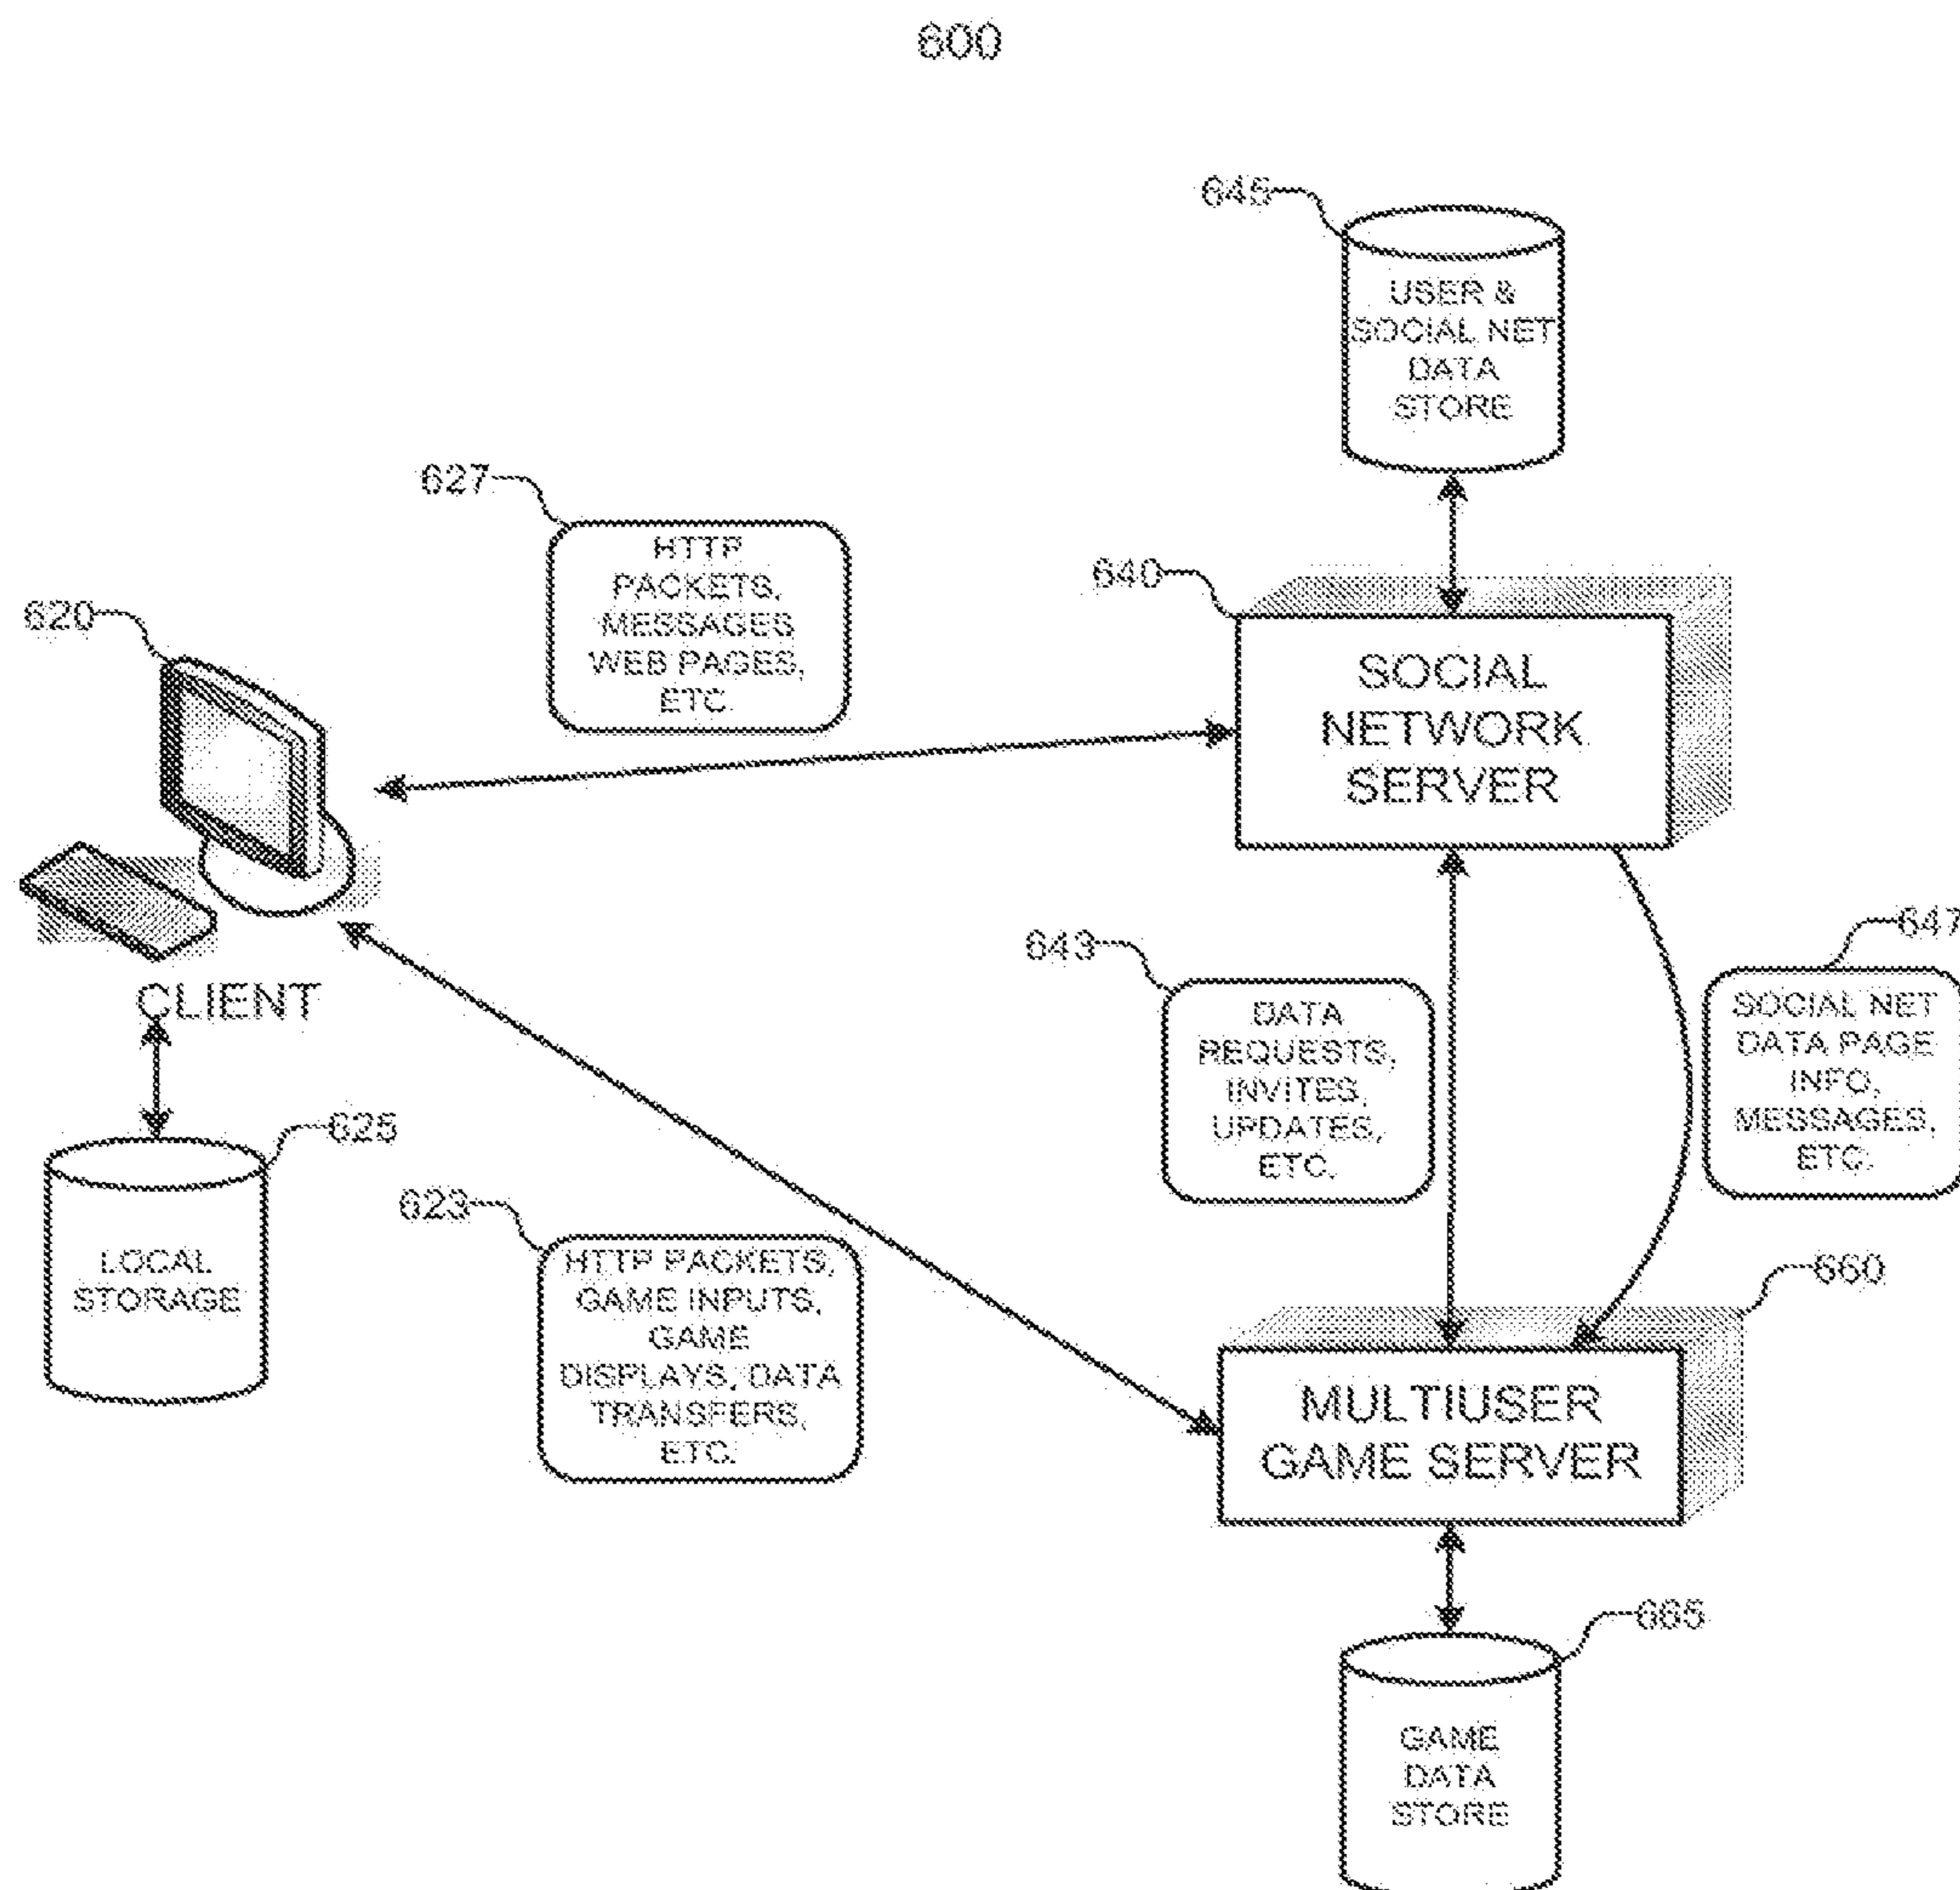 600
645
USER &
SOCIAL NET
DATA
STORE
627
HTTP
PACKETS,
MESSAGES
WEB PAGES,
ETC.
640
SOCIAL
NETWORK
SERVER
620
CLIENT
643
DATA
REQUESTS,
INVITES,
UPDATES,
ETC.
647
SOCIAL NET
DATA PAGE
INFO,
MESSAGES,
ETC.
625
LOCAL
STORAGE
623
HTTP PACKETS,
GAME INPUTS,
GAME
DISPLAYS, DATA
TRANSFERS,
ETC.
660
MULTIUSER
GAME SERVER
665
GAME
DATA
STORE